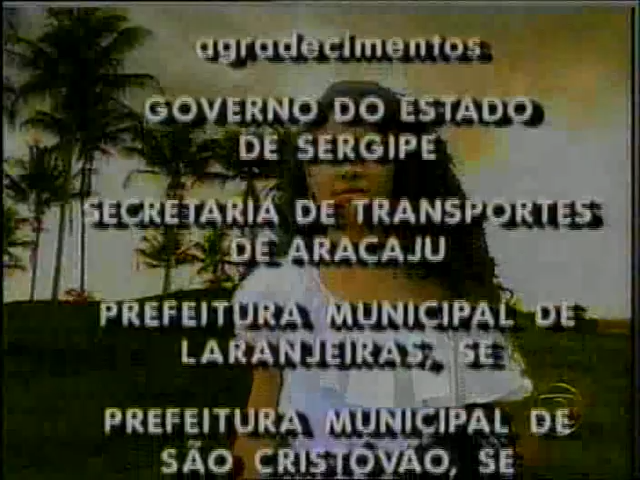 agradecimentos
GOVERNO DO ESTADO
DE SERGIPE
SECRETARIA DE TRANSPORTES
DE ARACAJU
PREFEITURA MUNICIPAL DE
LARANJEIRAS, SE
PREFEITURA MUNICIPAL DE
SÃO CRISTOVÃO, SE